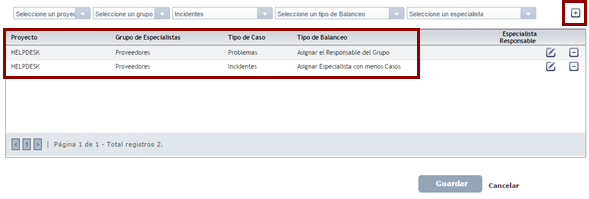 Seleccione un proye Seleccione un grupo Incidentes Seleccione un tipo de Balanceo Seleccione un especialista
Proyecto Grupo de Especialistas Tipo de Caso Tipo de Balanceo Especialista Responsable
HELPDESK Proveedores Problemas Asignar el Responsable del Grupo
HELPDESK Proveedores Incidentes Asignar Especialista con menos Casos
< 1 > | Página 1 de 1 - Total registros 2.
Guardar Cancelar